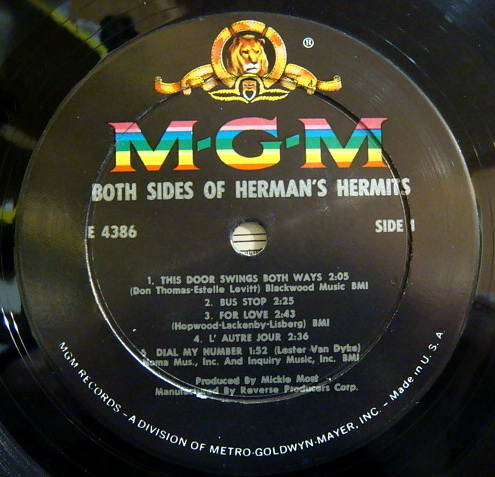 ®
M-G-M
BOTH SIDES OF HERMAN'S HERMITS
E 4386
SIDE 1
1. THIS DOOR SWINGS BOTH WAYS 2:05
(Don Thomas-Estelle Levitt) Blackwood Music BMI
2. BUS STOP 2:25
3. FOR LOVE 2:43
(Hopwood-Lackenby-Lisberg) BMI
4. L' AUTRE JOUR 2:36
5. DIAL MY NUMBER 1:52 (Lester Van Dyke)
Noma Mus., Inc. And Inquiry Music, Inc. BMI
Produced By Mickie Most
Manufactured By Reverse Producers Corp.
MGM RECORDS - A DIVISION OF METRO-GOLDWYN-MAYER, INC. - Made in U.S.A.